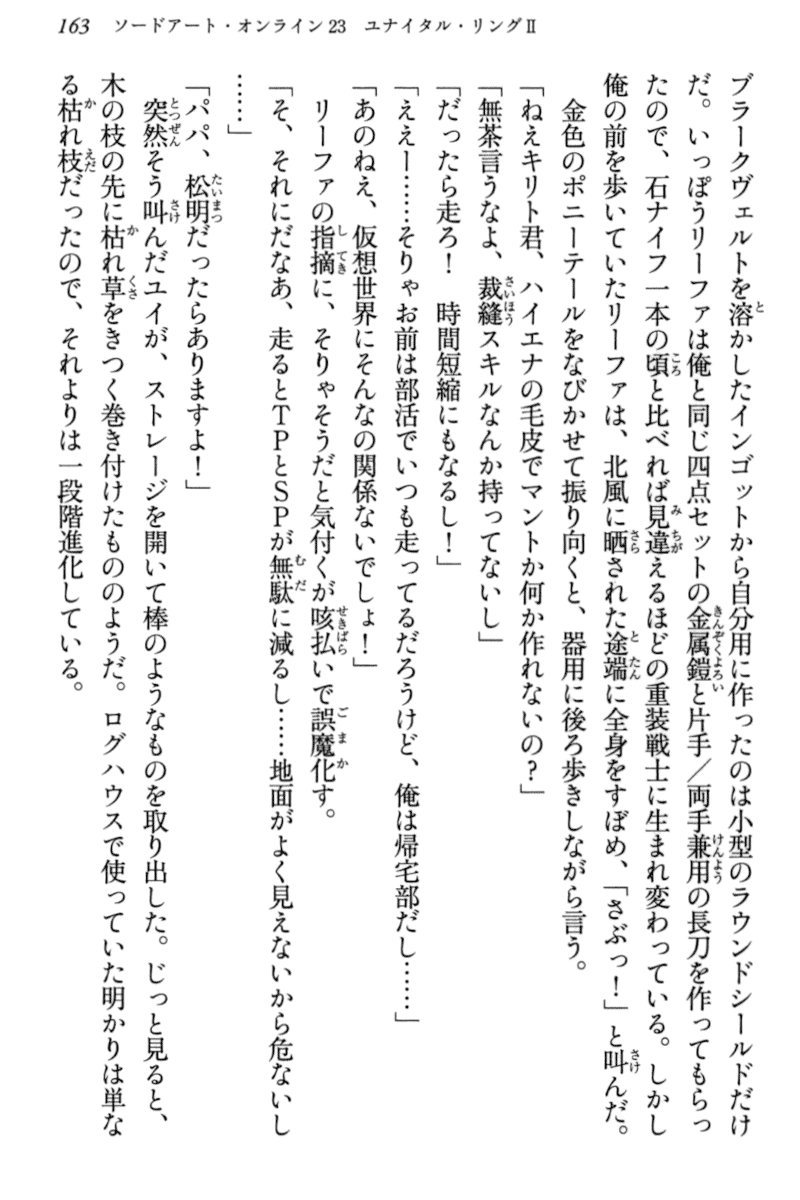 163 ソードアート・オンライン23 ユナイタル・リングⅡ
ブラークヴェルトを溶かしたインゴットから自分用に作ったのは小型のラウンドシールドだけ
だ。いっぽうリーファは俺と同じ四点セットの金属鎧と片手／両手兼用の長刀を作ってもらっ
たので、石ナイフ一本の頃と比べれば見違えるほどの重装戦士に生まれ変わっている。しかし
俺の前を歩いていたリーファは、北風に晒された途端に全身をすぼめ、「さぶっ！」と叫んだ。
金色のポニーテールをなびかせて振り向くと、器用に後ろ歩きしながら言う。
「ねえキリト君、ハイエナの毛皮でマントか何か作れないの？」
「無茶言うなよ、裁縫スキルなんか持ってないし」
「だったら走ろ！　時間短縮にもなるし！」
「ええー……そりゃお前は部活でいつも走ってるだろうけど、俺は帰宅部だし……」
「あのねえ、仮想世界にそんなの関係ないでしょ！」
リーファの指摘に、そりゃそうだと気付くが咳払いで誤魔化す。
「そ、それにだなあ、走るとTPとSPが無駄に減るし……地面がよく見えないから危ないし
……」
「パパ、松明だったらありますよ！」
突然そう叫んだユイが、ストレージを開いて棒のようなものを取り出した。じっと見ると、
木の枝の先に枯れ草をきつく巻き付けたもののようだ。ログハウスで使っていた明かりは単な
る枯れ枝だったので、それよりは一段階進化している。